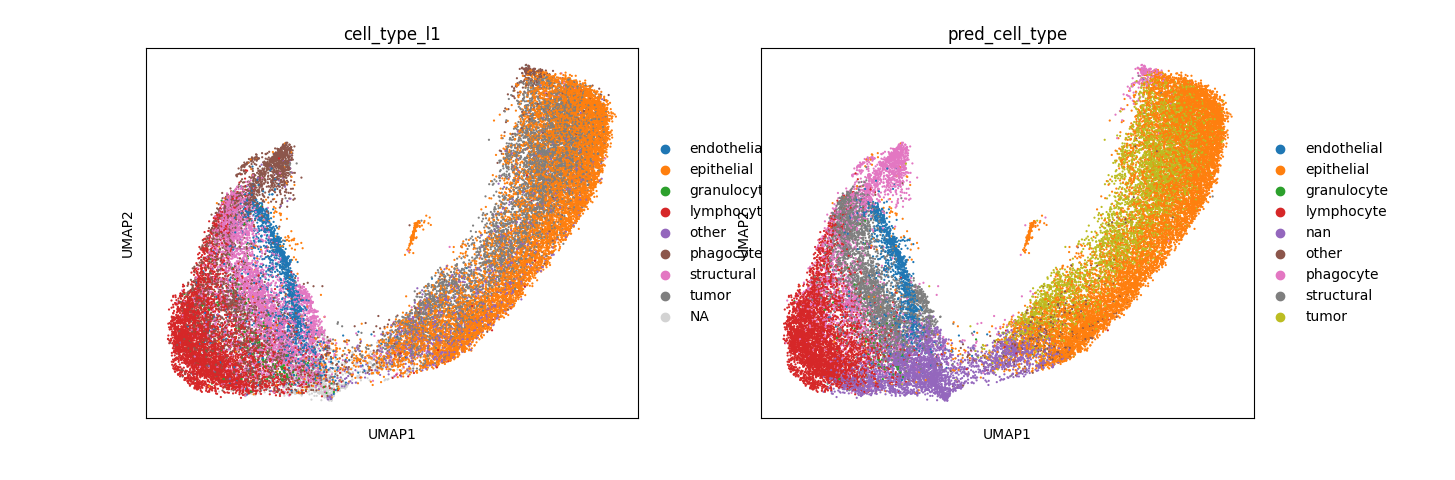 cell_type_l1
UMAP2
UMAP1
endothelia
epithelial
granulocyt
lymphocyt
other
phagocyte
structural
tumor
NA
pred_cell_type
UMAP2
UMAP1
endothelial
epithelial
granulocyte
lymphocyte
nan
other
phagocyte
structural
tumor